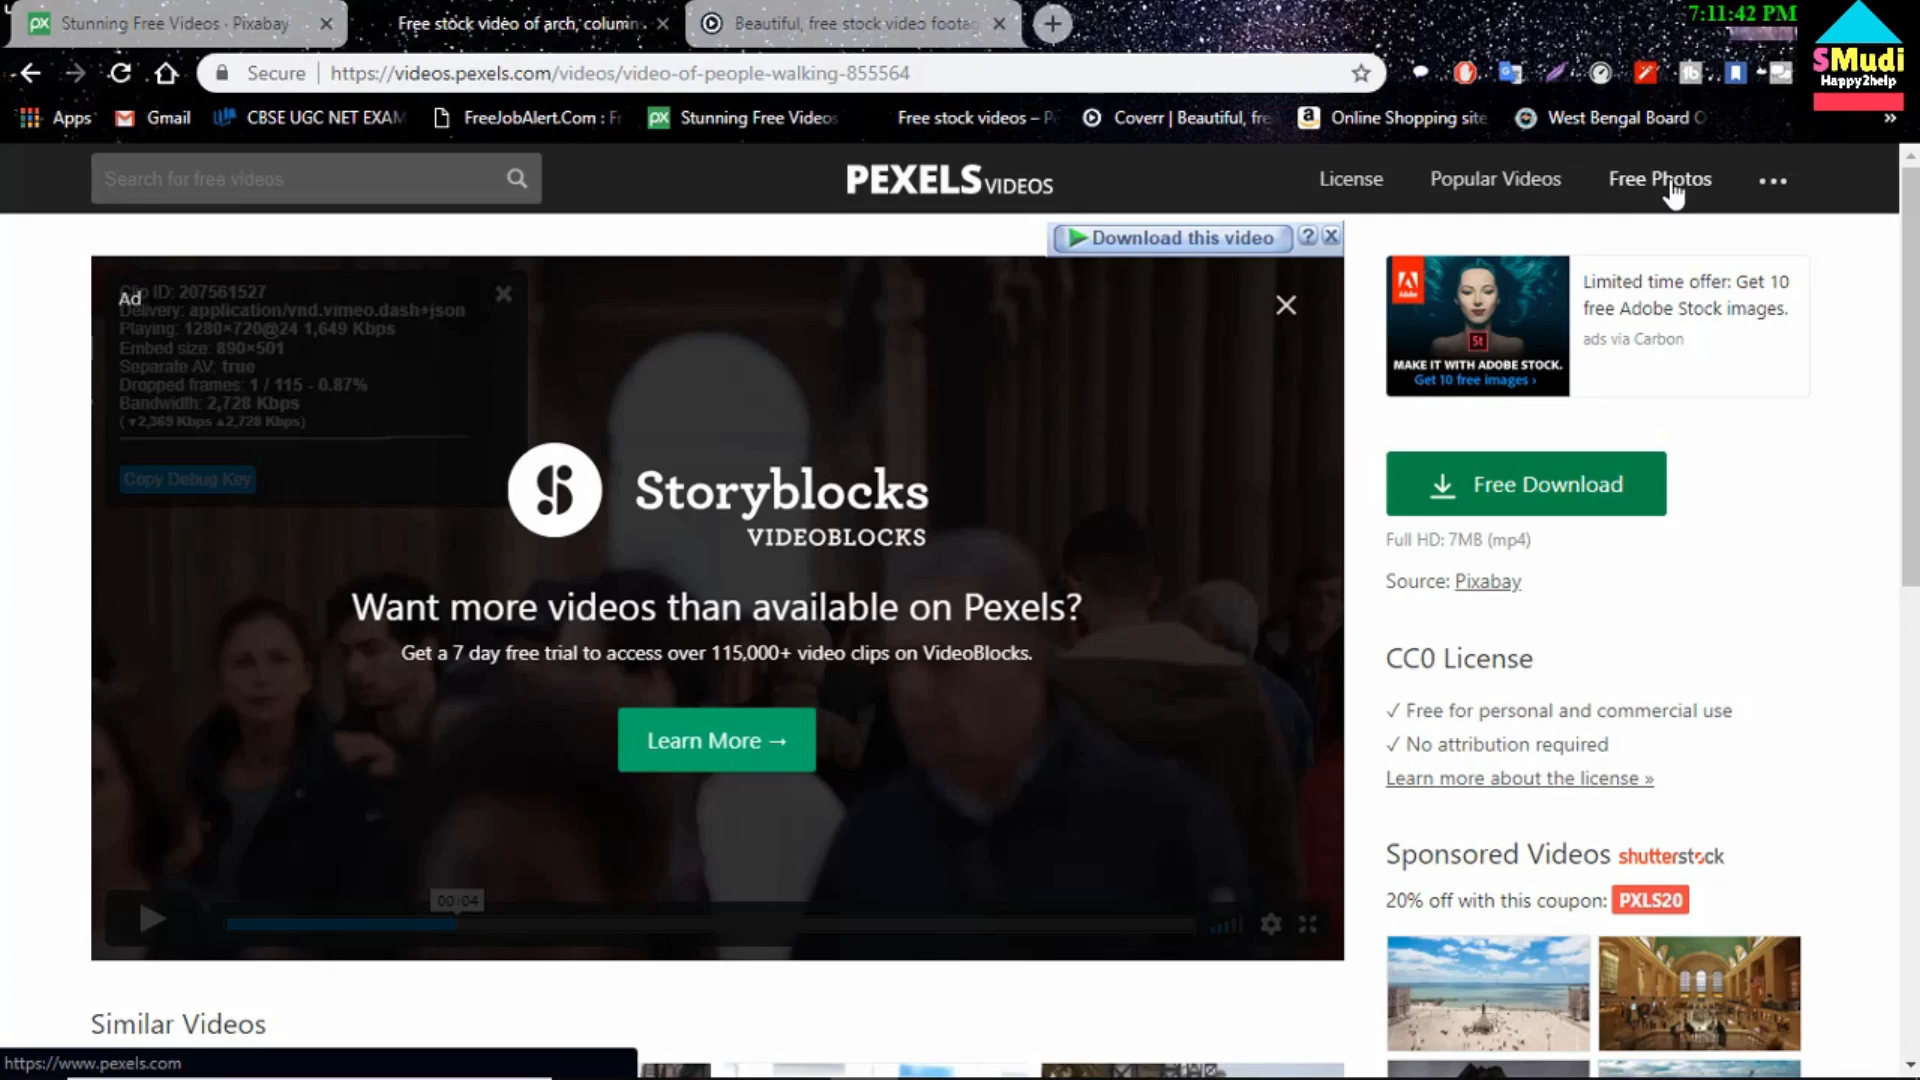 7:11:42 PM
SMudi
Happy2help
Stunning Free Videos · Pixabay
Free stock video of arch, column
Beautiful, free stock video foota
Secure
https://videos.pexels.com/videos/video-of-people-walking-855564
Apps
Gmail
CBSE UGC NET EXAM
FreeJobAlert.Com : Fr
Stunning Free Videos
Free stock videos – P
Coverr | Beautiful, fre
Online Shopping site
West Bengal Board O
Search for free videos
PEXELS VIDEOS
License
Popular Videos
Free Photos
Download this video
Ad
Clip ID: 207561527
Delivery: application/vnd.vimeo.dash+json
Playing: 1280×720@24 1,649 Kbps
Embed size: 890×501
Separate AV: true
Dropped frames: 1 / 115 - 0.87%
Bandwidth: 2,728 Kbps
(▾2,369 Kbps ▴2,728 Kbps)
Copy Debug Key
Storyblocks
VIDEOBLOCKS
Want more videos than available on Pexels?
Get a 7 day free trial to access over 115,000+ video clips on VideoBlocks.
Learn More →
00:04
Adobe
St
MAKE IT WITH ADOBE STOCK.
Get 10 free images ›
Limited time offer: Get 10
free Adobe Stock images.
ads via Carbon
Free Download
Full HD: 7MB (mp4)
Source: Pixabay
CC0 License
✓ Free for personal and commercial use
✓ No attribution required
Learn more about the license »
Sponsored Videos shutterstock
20% off with this coupon: PXLS20
Similar Videos
https://www.pexels.com